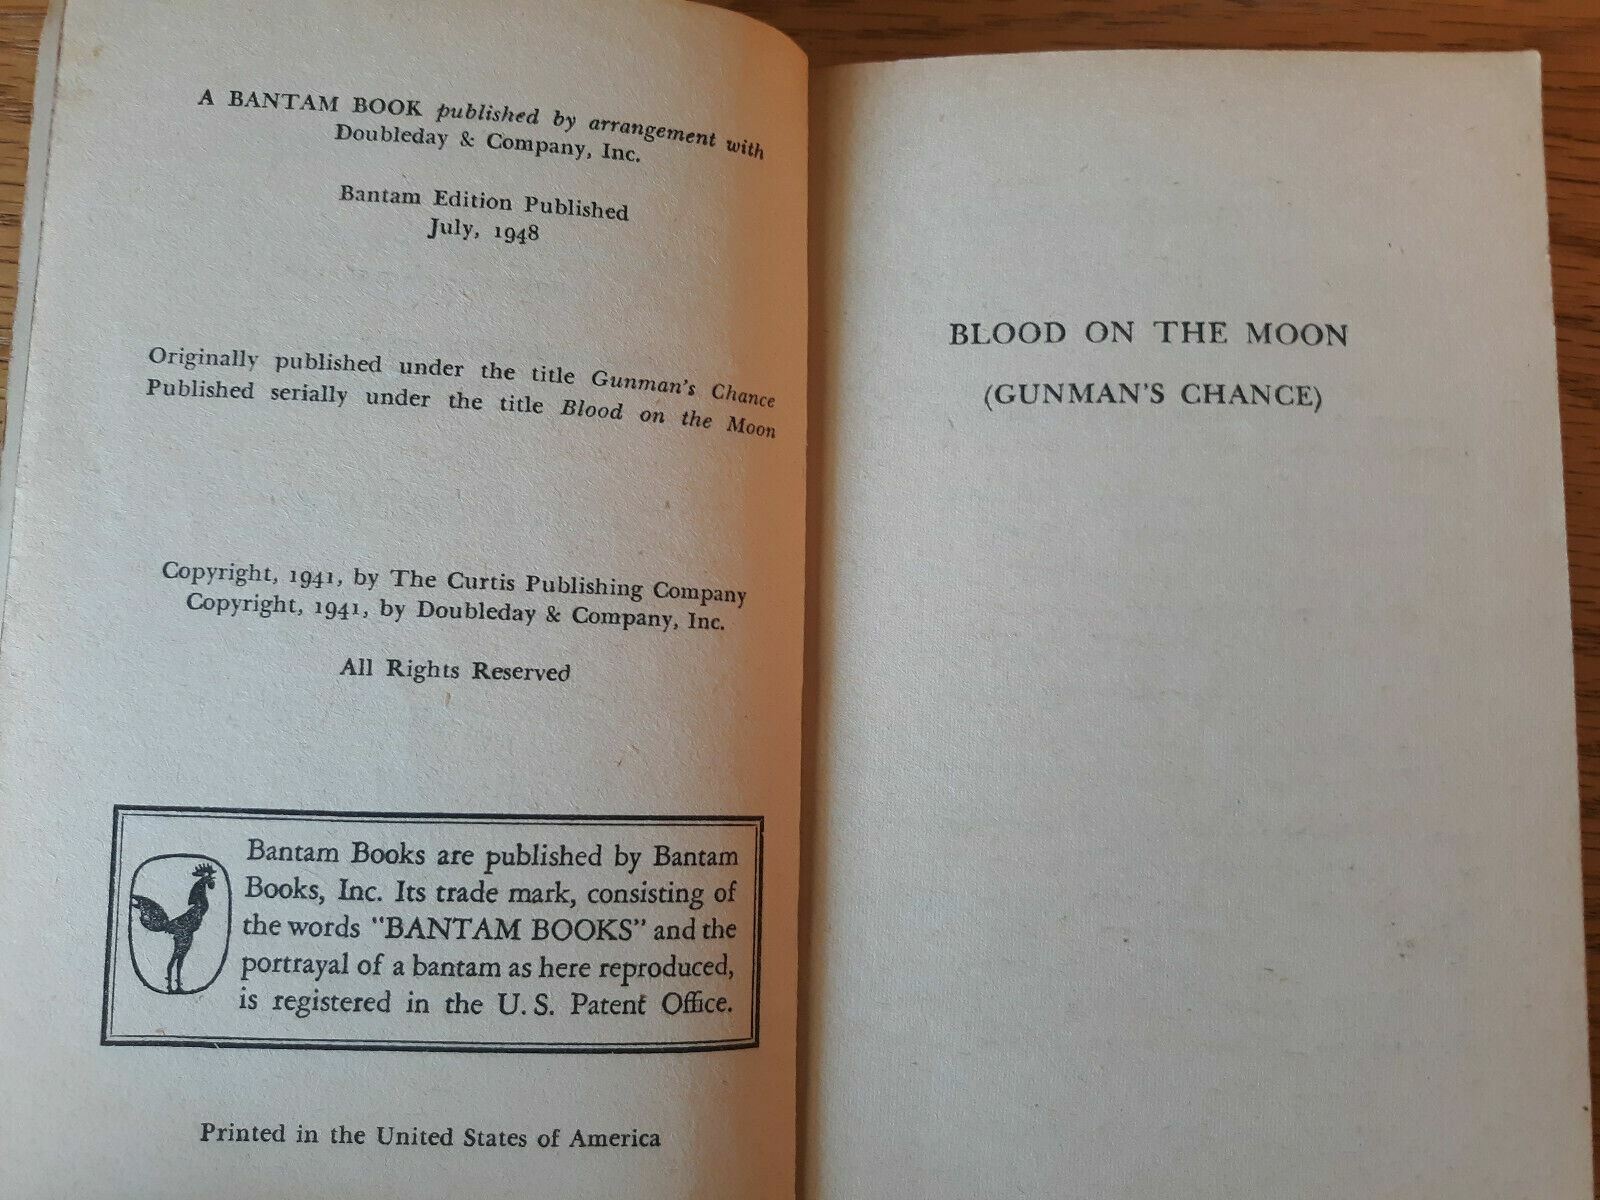 A BANTAM BOOK published by arrangement with
Doubleday & Company, Inc.
Bantam Edition Published
July, 1948
Originally published under the title Gunman's Chance
Published serially under the title Blood on the Moon
Copyright, 1941, by The Curtis Publishing Company
Copyright, 1941, by Doubleday & Company, Inc.
All Rights Reserved
Bantam Books are published by Bantam
Books, Inc. Its trade mark, consisting of
the words "BANTAM BOOKS" and the
portrayal of a bantam as here reproduced,
is registered in the U. S. Patent Office.
Printed in the United States of America
BLOOD ON THE MOON
(GUNMAN'S CHANCE)